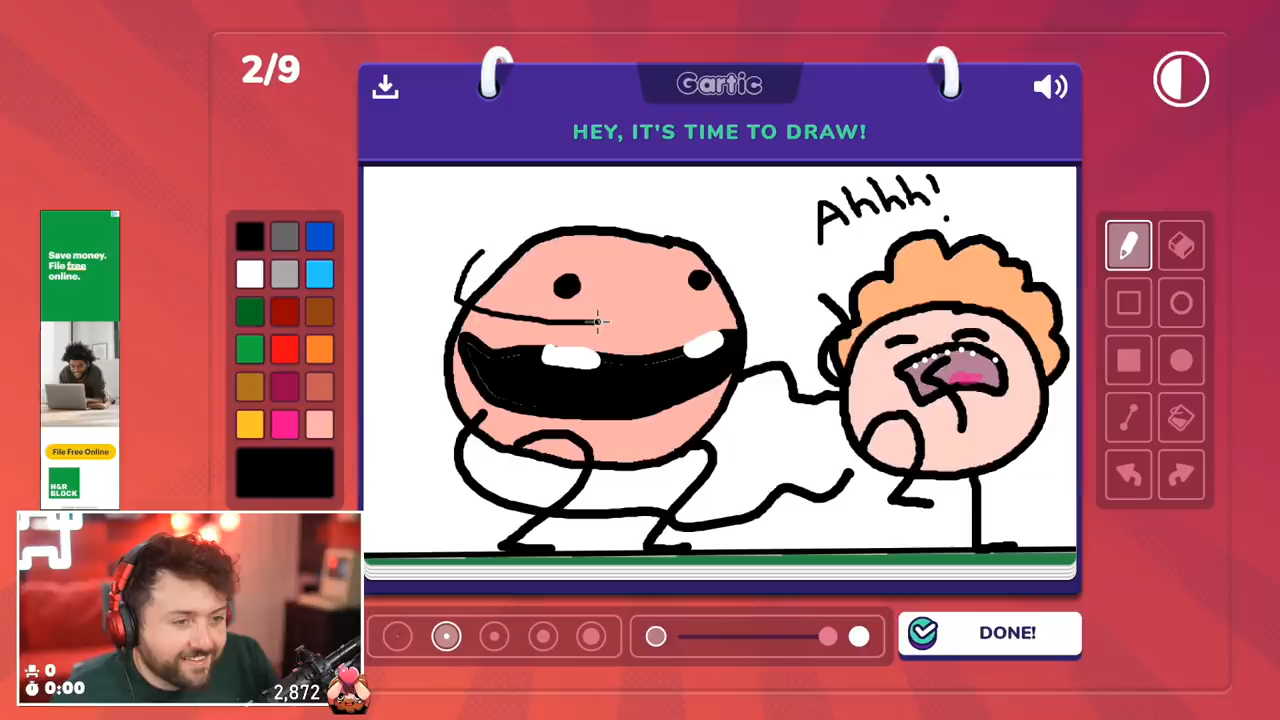 2/9
Gartic
HEY, IT'S TIME TO DRAW!
Ahhh!
Save money.
File free
online.
File Free Online
H&R
BLOCK
DONE!
0
0:00
2,872